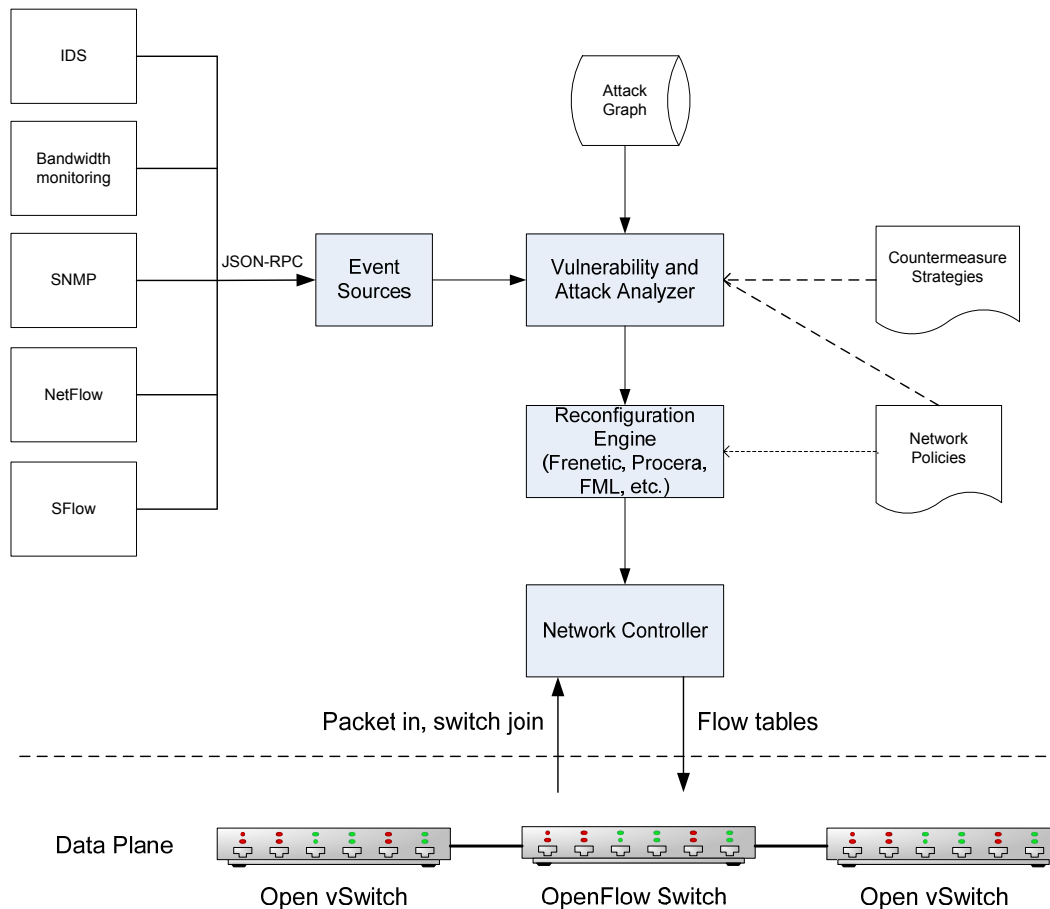 IDS
Attack
Graph
Bandwidth
monitoring
SNMP
JSON-RPC
Event
Sources
Vulnerability and
Attack Analyzer
Countermeasure
Strategies
NetFlow
Reconfiguration
Engine
(Frenetic, Procera,
FML, etc.)
Network
Policies
SFlow
Network Controller
Packet in, switch join
Flow tables
Data Plane
Open vSwitch
OpenFlow Switch
Open vSwitch